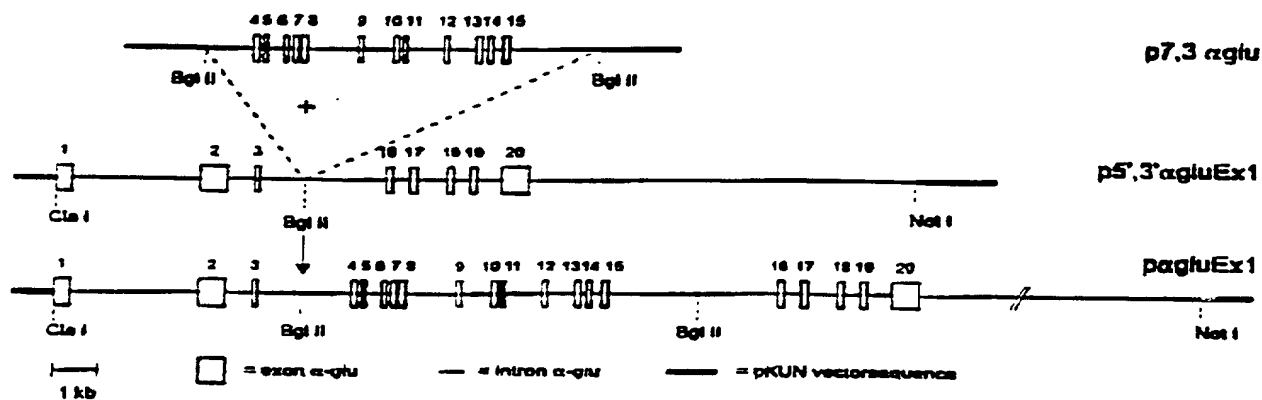 4 5 6 7 8 9 10 11 12 13 14 15
p7,3 αglu
Bgl II Bgl II
+
1 2 3 16 17 18 19 20
p5',3'αgluEx1
Cla I Bgl II Not I
1 2 3 4 5 6 7 8 9 10 11 12 13 14 15 16 17 18 19 20
pαgluEx1
Cla I Bgl II Bgl II Not I
1 kb
= exon α-glu = intron α-glu = pKUN vectorsequence